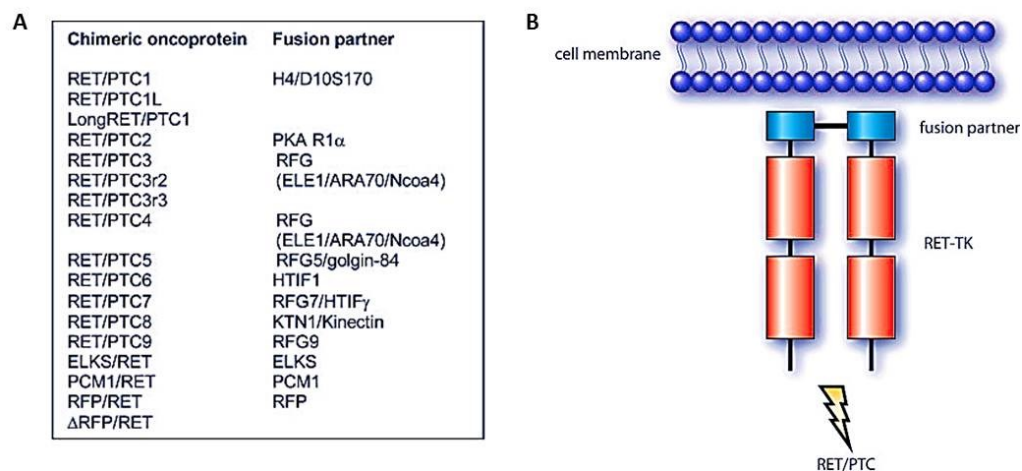 A
Chimeric oncoprotein Fusion partner
RET/PTC1 H4/D10S170
RET/PTC1L
LongRET/PTC1
RET/PTC2 PKA R1α
RET/PTC3 RFG
RET/PTC3r2 (ELE1/ARA70/Ncoa4)
RET/PTC3r3
RET/PTC4 RFG
(ELE1/ARA70/Ncoa4)
RET/PTC5 RFG5/golgin-84
RET/PTC6 HTIF1
RET/PTC7 RFG7/HTIFγ
RET/PTC8 KTN1/Kinectin
RET/PTC9 RFG9
ELKS/RET ELKS
PCM1/RET PCM1
RFP/RET RFP
ΔRFP/RET
B
cell membrane
fusion partner
RET-TK
RET/PTC